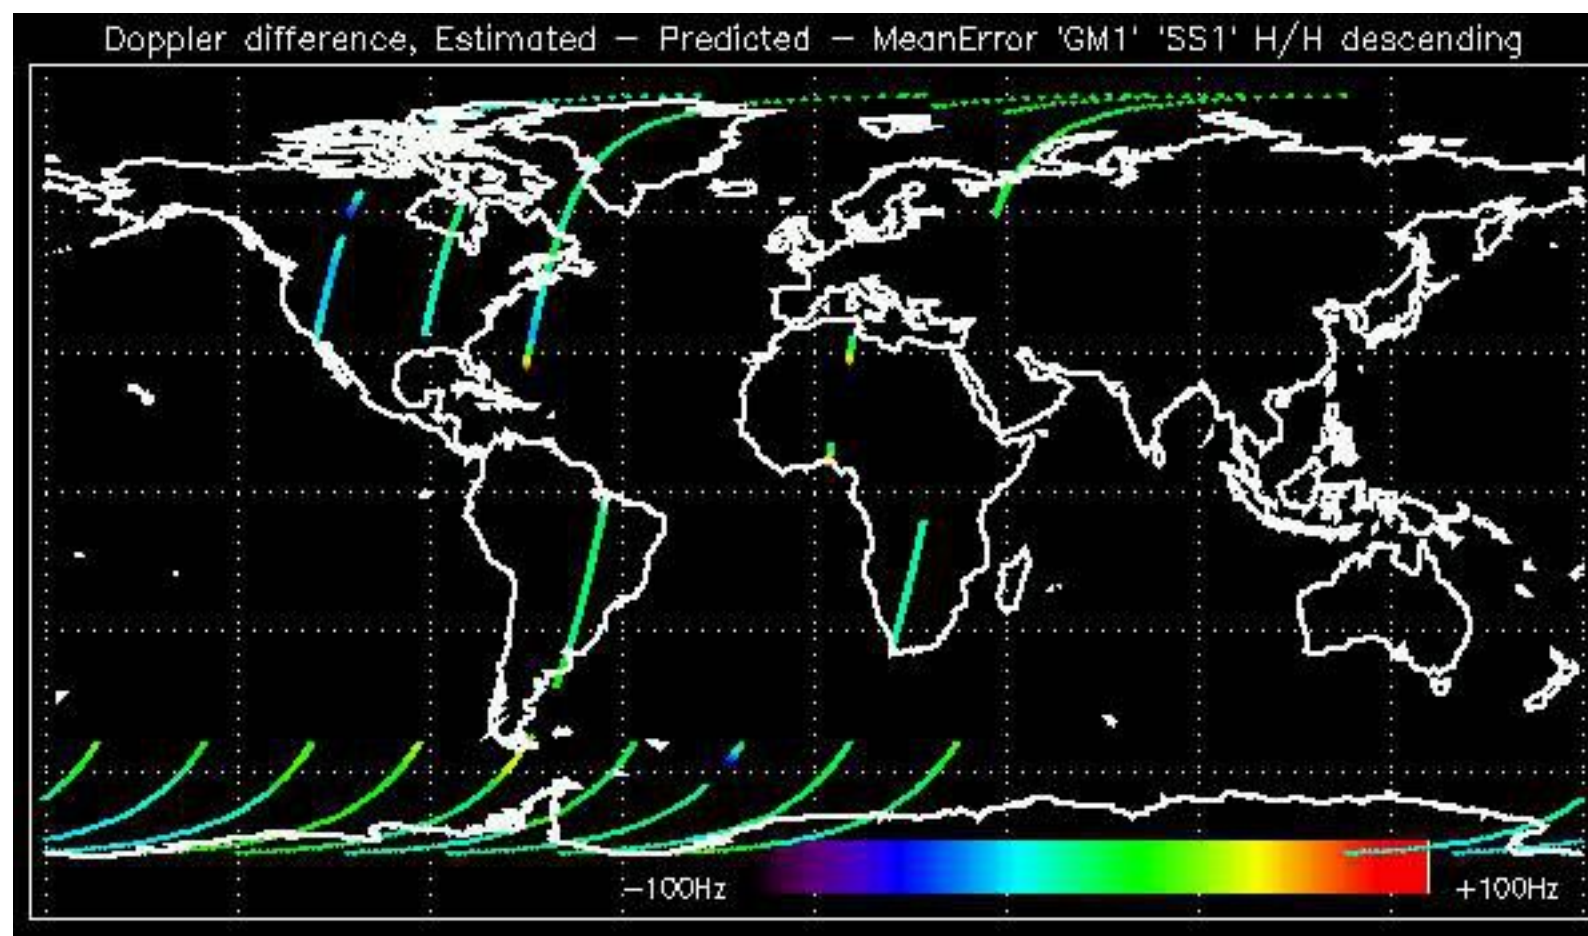 Doppler difference, Estimated – Predicted – MeanError 'GM1' 'SS1' H/H descending
–100Hz +100Hz